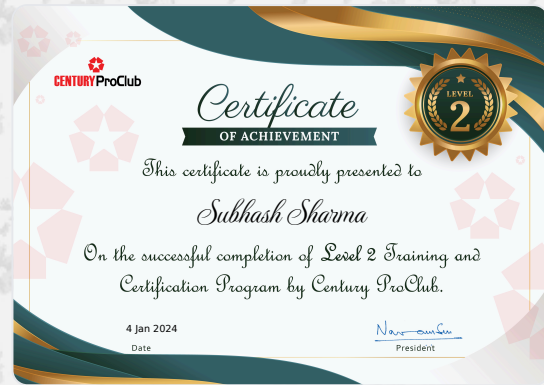 CENTURY ProClub
LEVEL
2
Certificate
OF ACHIEVEMENT
This certificate is proudly presented to
Subhash Sharma
On the successful completion of Level 2 Training and
Certification Program by Century ProClub.
4 Jan 2024
Date
President